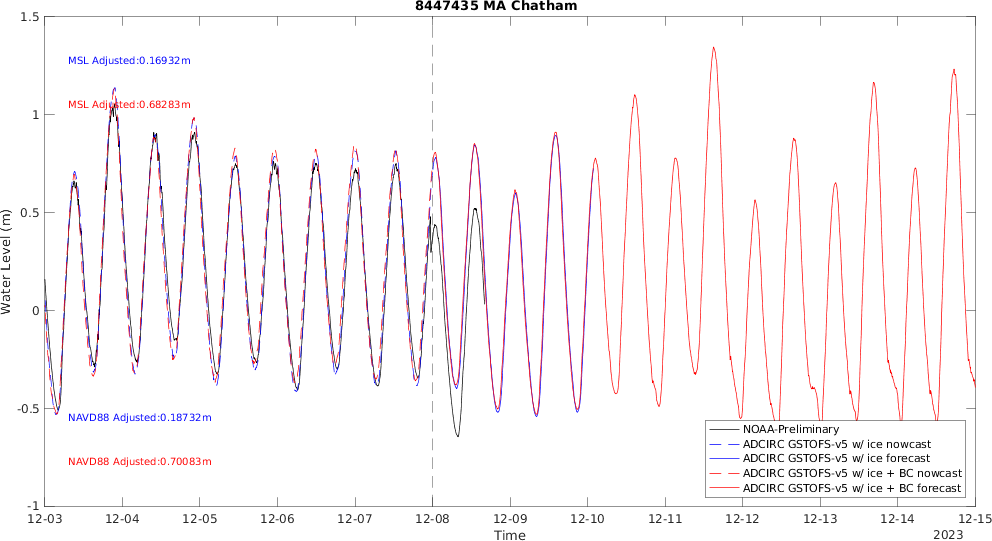 8447435 MA Chatham
1.5
1
0.5
0
-0.5
-1
Water Level (m)
MSL Adjusted:0.16932m
MSL Adjusted:0.68283m
NAVD88 Adjusted:0.18732m
NAVD88 Adjusted:0.70083m
NOAA-Preliminary
ADCIRC GSTOFS-v5 w/ ice nowcast
ADCIRC GSTOFS-v5 w/ ice forecast
ADCIRC GSTOFS-v5 w/ ice + BC nowcast
ADCIRC GSTOFS-v5 w/ ice + BC forecast
12-03 12-04 12-05 12-06 12-07 12-08 12-09 12-10 12-11 12-12 12-13 12-14 12-15
Time
2023